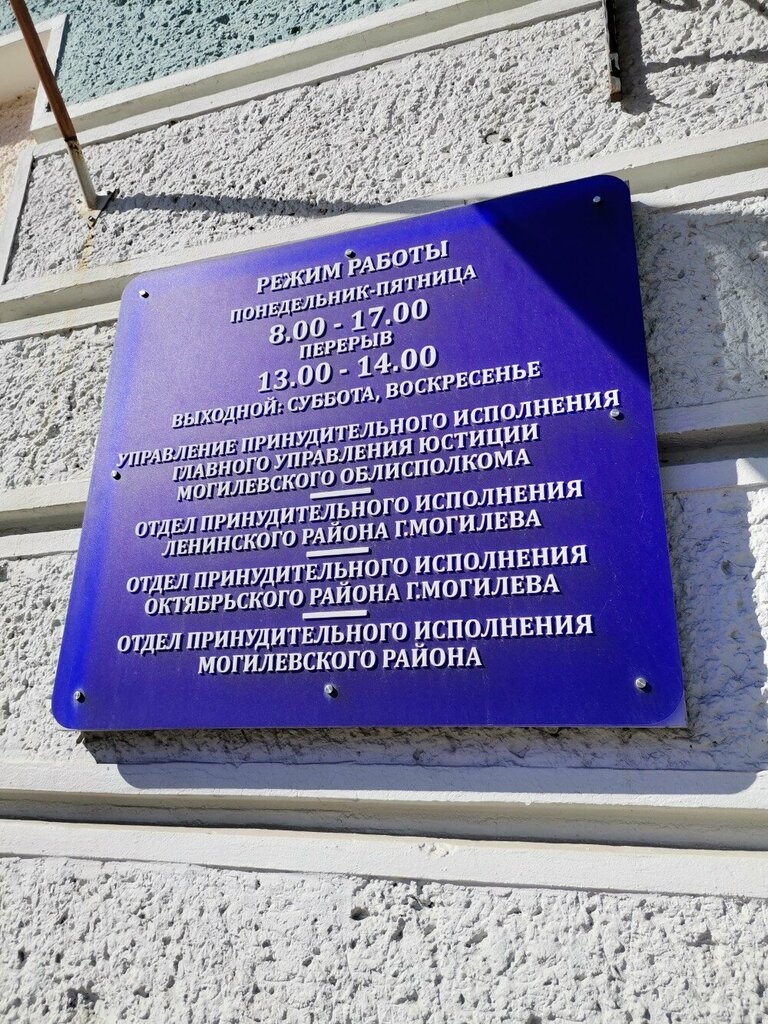 РЕЖИМ РАБОТЫ
ПОНЕДЕЛЬНИК-ПЯТНИЦА
8.00 - 17.00
ПЕРЕРЫВ
13.00 - 14.00
ВЫХОДНОЙ: СУББОТА, ВОСКРЕСЕНЬЕ
УПРАВЛЕНИЕ ПРИНУДИТЕЛЬНОГО ИСПОЛНЕНИЯ
ГЛАВНОГО УПРАВЛЕНИЯ ЮСТИЦИИ
МОГИЛЕВСКОГО ОБЛИСПОЛКОМА
ОТДЕЛ ПРИНУДИТЕЛЬНОГО ИСПОЛНЕНИЯ
ЛЕНИНСКОГО РАЙОНА Г.МОГИЛЕВА
ОТДЕЛ ПРИНУДИТЕЛЬНОГО ИСПОЛНЕНИЯ
ОКТЯБРЬСКОГО РАЙОНА Г.МОГИЛЕВА
ОТДЕЛ ПРИНУДИТЕЛЬНОГО ИСПОЛНЕНИЯ
МОГИЛЕВСКОГО РАЙОНА